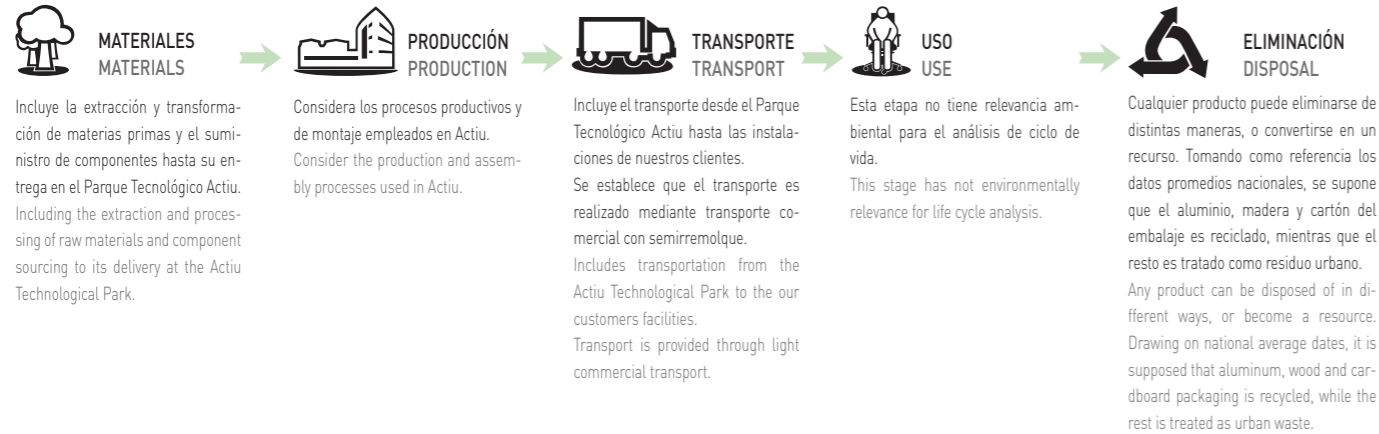 MATERIALES
MATERIALS
Incluye la extracción y transforma-
ción de materias primas y el sumi-
nistro de componentes hasta su en-
trega en el Parque Tecnológico Actiu.
Including the extraction and proces-
sing of raw materials and component
sourcing to its delivery at the Actiu
Technological Park.
PRODUCCIÓN
PRODUCTION
Considera los procesos productivos y
de montaje empleados en Actiu.
Consider the production and assem-
bly processes used in Actiu.
TRANSPORTE
TRANSPORT
Incluye el transporte desde el Parque
Tecnológico Actiu hasta las instala-
ciones de nuestros clientes.
Se establece que el transporte es
realizado mediante transporte co-
mercial con semirremolque.
Includes transportation from the
Actiu Technological Park to the our
customers facilities.
Transport is provided through light
commercial transport.
USO
USE
Esta etapa no tiene relevancia am-
biental para el análisis de ciclo de
vida.
This stage has not environmentally
relevance for life cycle analysis.
ELIMINACIÓN
DISPOSAL
Cualquier producto puede eliminarse de
distintas maneras, o convertirse en un
recurso. Tomando como referencia los
datos promedios nacionales, se supone
que el aluminio, madera y cartón del
embalaje es reciclado, mientras que el
resto es tratado como residuo urbano.
Any product can be disposed of in di-
fferent ways, or become a resource.
Drawing on national average dates, it is
supposed that aluminum, wood and car-
dboard packaging is recycled, while the
rest is treated as urban waste.